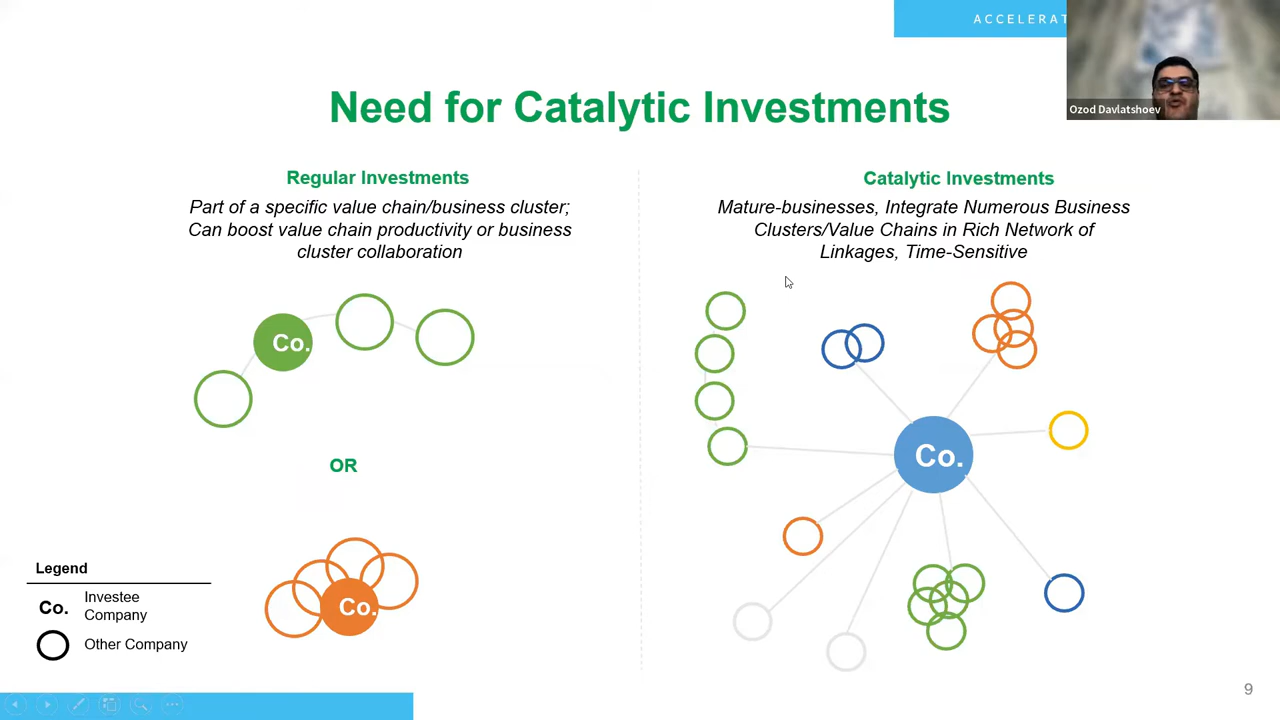 ACCELERAT
Ozod Davlatshoev
Need for Catalytic Investments
Regular Investments
Part of a specific value chain/business cluster;
Can boost value chain productivity or business
cluster collaboration
Co.
OR
Co.
Catalytic Investments
Mature-businesses, Integrate Numerous Business
Clusters/Value Chains in Rich Network of
Linkages, Time-Sensitive
Co.
Legend
Co. Investee
Company
Other Company
9